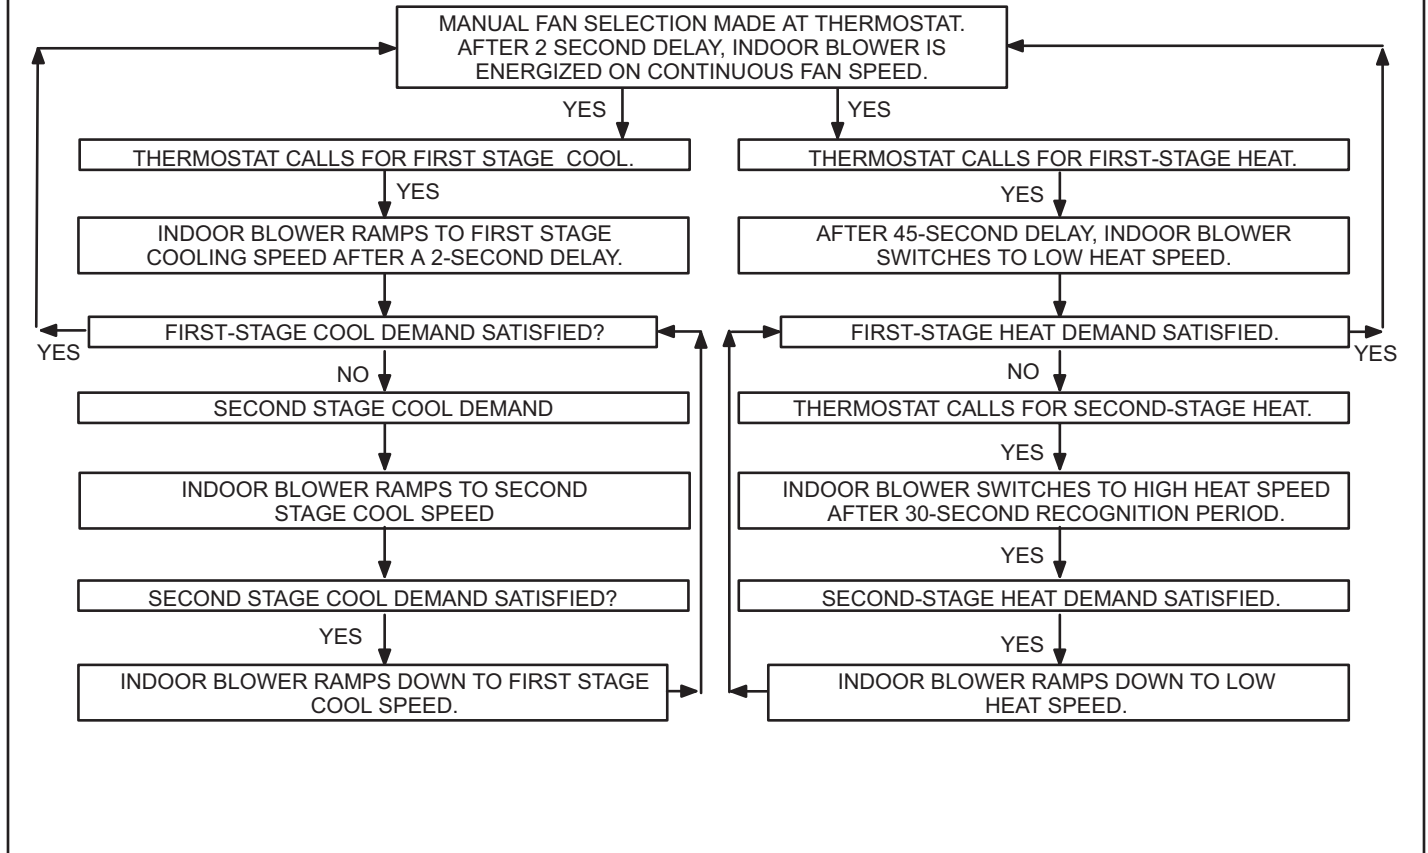 MANUAL FAN SELECTION MADE AT THERMOSTAT.
AFTER 2 SECOND DELAY, INDOOR BLOWER IS
ENERGIZED ON CONTINUOUS FAN SPEED.
YES
THERMOSTAT CALLS FOR FIRST STAGE COOL.
YES
INDOOR BLOWER RAMPS TO FIRST STAGE
COOLING SPEED AFTER A 2-SECOND DELAY.
FIRST-STAGE COOL DEMAND SATISFIED?
YES
NO
SECOND STAGE COOL DEMAND
INDOOR BLOWER RAMPS TO SECOND
STAGE COOL SPEED
SECOND STAGE COOL DEMAND SATISFIED?
YES
INDOOR BLOWER RAMPS DOWN TO FIRST STAGE
COOL SPEED.
YES
THERMOSTAT CALLS FOR FIRST-STAGE HEAT.
YES
AFTER 45-SECOND DELAY, INDOOR BLOWER
SWITCHES TO LOW HEAT SPEED.
FIRST-STAGE HEAT DEMAND SATISFIED.
YES
NO
THERMOSTAT CALLS FOR SECOND-STAGE HEAT.
YES
INDOOR BLOWER SWITCHES TO HIGH HEAT SPEED
AFTER 30-SECOND RECOGNITION PERIOD.
YES
SECOND-STAGE HEAT DEMAND SATISFIED.
YES
INDOOR BLOWER RAMPS DOWN TO LOW
HEAT SPEED.